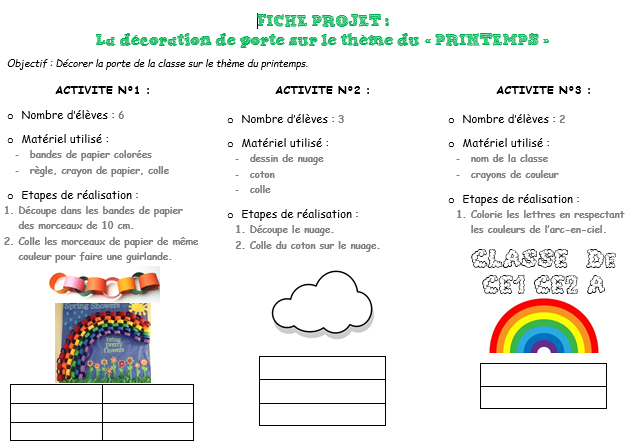 FICHE PROJET :
La décoration de porte sur le thème du « PRINTEMPS »
Objectif : Décorer la porte de la classe sur le thème du printemps.
ACTIVITE N°1 :
o Nombre d'élèves : 6
o Matériel utilisé :
- bandes de papier colorées
- règle, crayon de papier, colle
o Etapes de réalisation :
1. Découpe dans les bandes de papier
des morceaux de 10 cm.
2. Colle les morceaux de papier de même
couleur pour faire une guirlande.
Spring Showers
bring
pretty
flowers
ACTIVITE N°2 :
o Nombre d'élèves : 3
o Matériel utilisé :
- dessin de nuage
- coton
- colle
o Etapes de réalisation :
1. Découpe le nuage.
2. Colle du coton sur le nuage.
ACTIVITE N°3 :
o Nombre d'élèves : 2
o Matériel utilisé :
- nom de la classe
- crayons de couleur
o Etapes de réalisation :
1. Colorie les lettres en respectant
les couleurs de l'arc-en-ciel.
CLASSE De
CE1 CE2 A